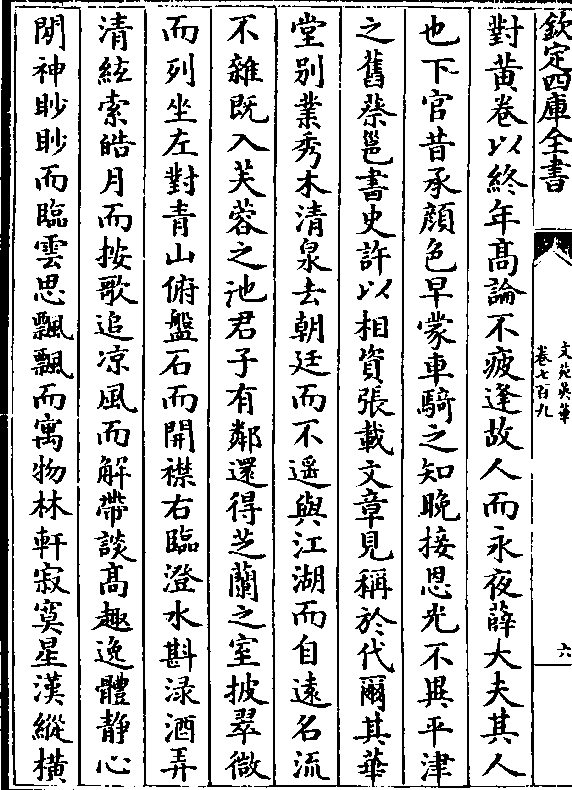 欽定四庫全書
文苑英華
卷七百九
六
對黃卷以終年高論不疲逢故人而永夜薛大夫其人
也下官昔承顔色早蒙車騎之知晚接恩光不異平津
之舊蔡邕書史許以相資張載文章見稱於代爾其華
堂別業秀木清泉去朝廷而不遥與江湖而自遠名流
不雜既入芙蓉之池君子有鄰還得芝蘭之室披翠微
而列坐左對青山俯盤石而開襟右臨澄水斟淥酒弄
清絃索皓月而按歌追凉風而解帶談高趣逸體靜心
閑神眇眇而臨雲思飄飄而寓物林軒寂寞星漢縱橫